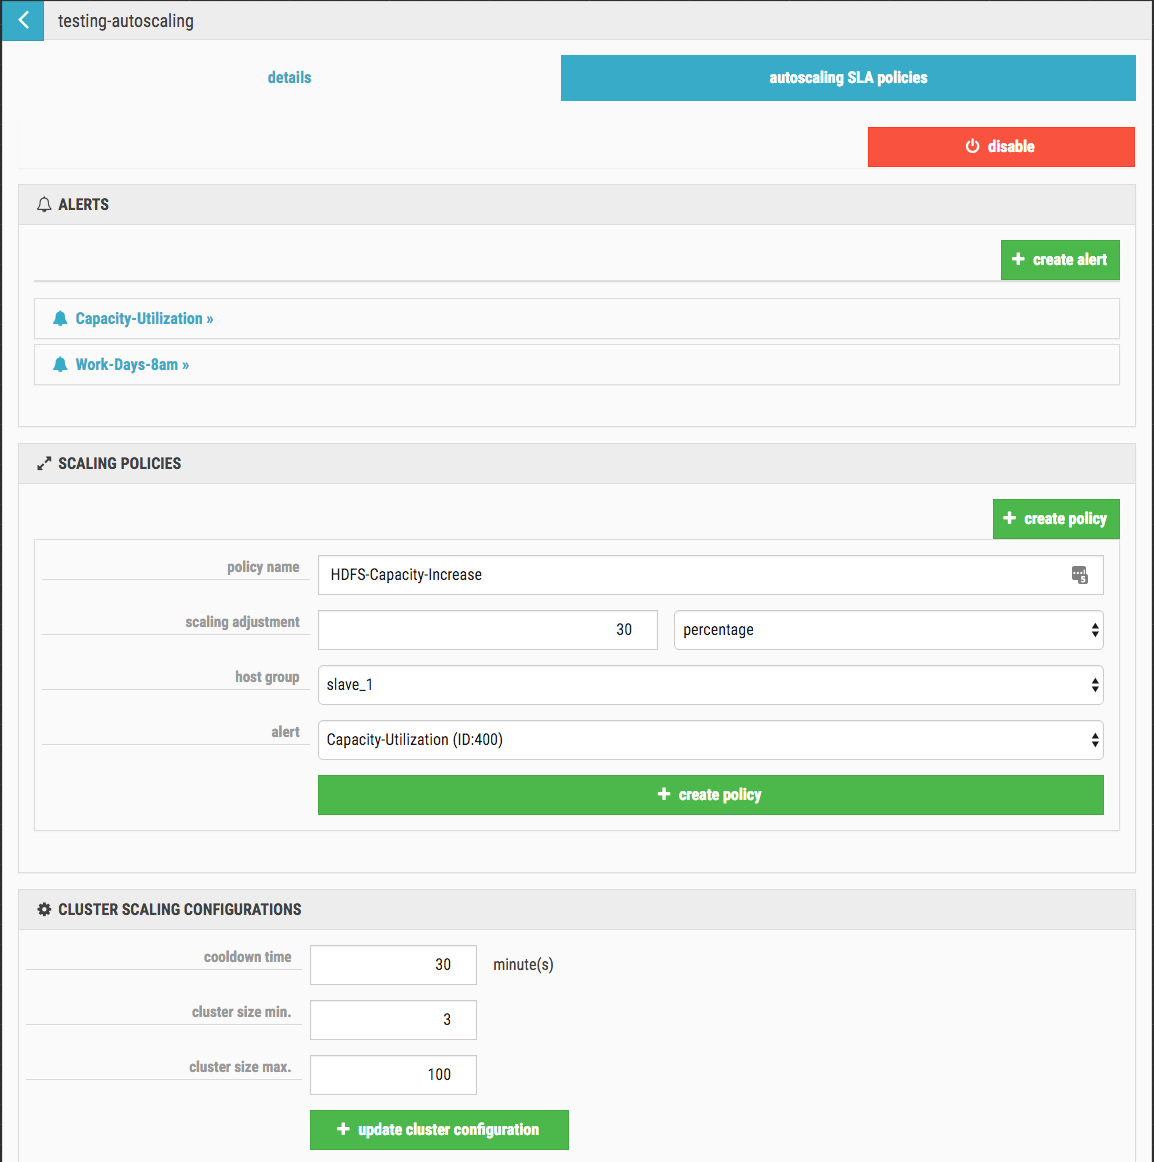 testing-autoscaling
details
autoscaling SLA policies
disable
ALERTS
create alert
Capacity-Utilization »
Work-Days-8am »
SCALING POLICIES
create policy
policy name
HDFS-Capacity-Increase
5
scaling adjustment
30
percentage
host group
slave_1
alert
Capacity-Utilization (ID:400)
create policy
CLUSTER SCALING CONFIGURATIONS
cooldown time
30
minute(s)
cluster size min.
3
cluster size max.
100
update cluster configuration